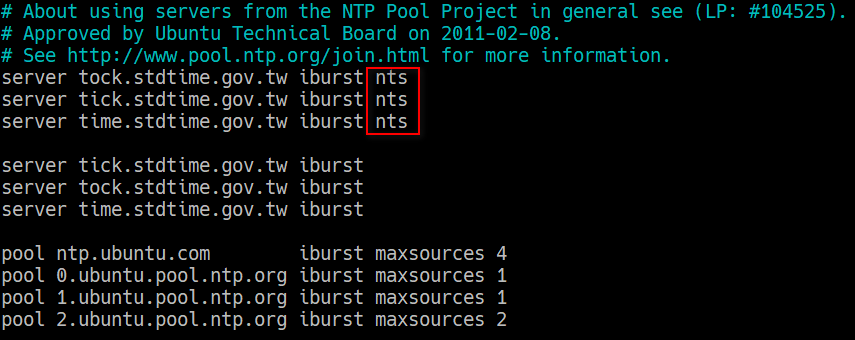 # About using servers from the NTP Pool Project in general see (LP: #104525).
# Approved by Ubuntu Technical Board on 2011-02-08.
# See http://www.pool.ntp.org/join.html for more information.
server tock.stdtime.gov.tw iburst nts
server tick.stdtime.gov.tw iburst nts
server time.stdtime.gov.tw iburst nts
server tick.stdtime.gov.tw iburst
server tock.stdtime.gov.tw iburst
server time.stdtime.gov.tw iburst
pool ntp.ubuntu.com        iburst maxsources 4
pool 0.ubuntu.pool.ntp.org iburst maxsources 1
pool 1.ubuntu.pool.ntp.org iburst maxsources 1
pool 2.ubuntu.pool.ntp.org iburst maxsources 2